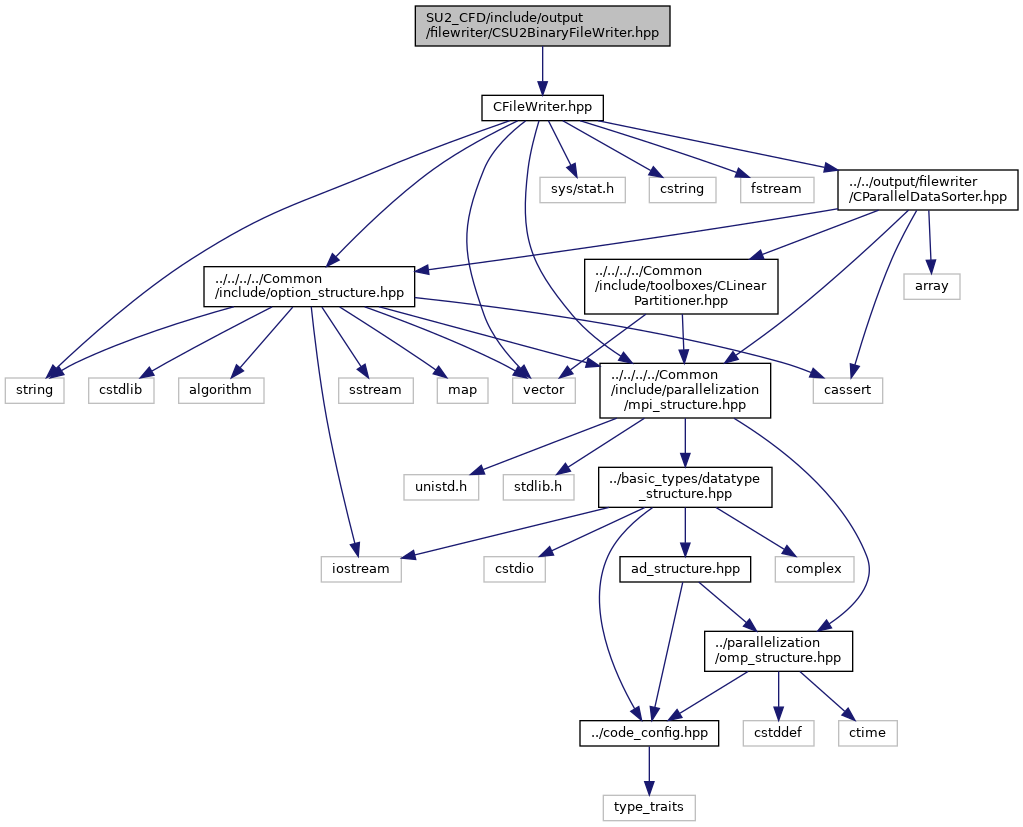 SU2_CFD/include/output
/filewriter/CSU2BinaryFileWriter.hpp
CFileWriter.hpp
sys/stat.h
cstring
fstream
../../output/filewriter
/CParallelDataSorter.hpp
../../../../Common
/include/option_structure.hpp
../../../../Common
/include/toolboxes/CLinear
Partitioner.hpp
array
string
cstdlib
algorithm
sstream
map
vector
../../../../Common
/include/parallelization
/mpi_structure.hpp
cassert
unistd.h
stdlib.h
../basic_types/datatype
_structure.hpp
iostream
cstdio
ad_structure.hpp
complex
../parallelization
/omp_structure.hpp
../code_config.hpp
cstddef
ctime
type_traits